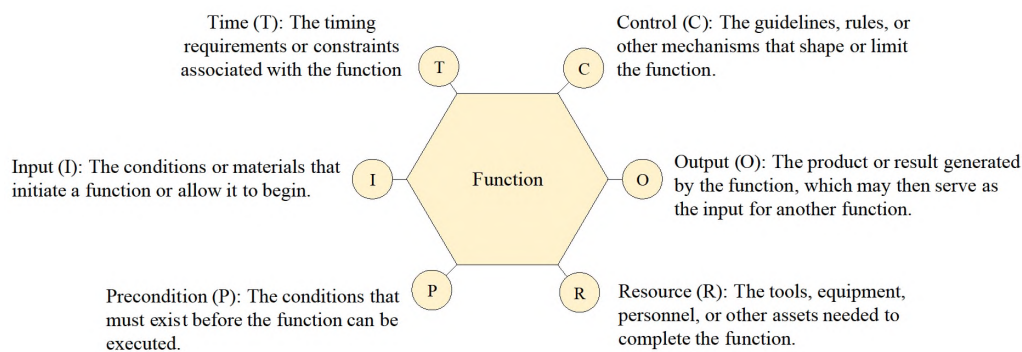 Time (T): The timing
requirements or constraints
associated with the function
Control (C): The guidelines, rules, or
other mechanisms that shape or limit
the function.
T
C
Input (I): The conditions or materials that
initiate a function or allow it to begin.
I
Function
O
Output (O): The product or result generated
by the function, which may then serve as
the input for another function.
Precondition (P): The conditions that
must exist before the function can be
executed.
P
R
Resource (R): The tools, equipment,
personnel, or other assets needed to
complete the function.